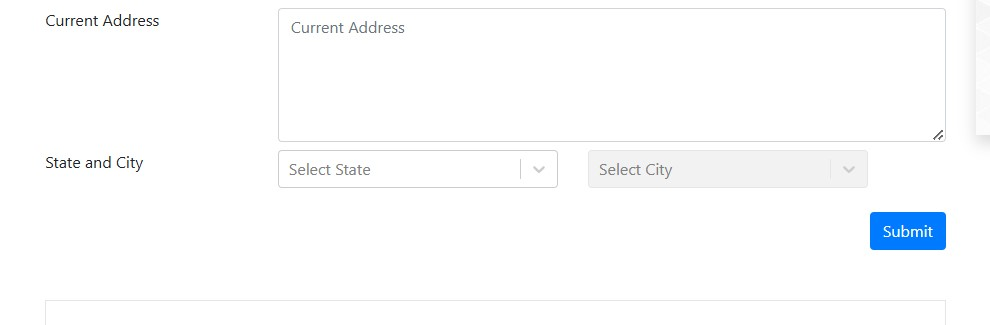 Current Address
Current Address
State and City
Select State
Select City
Submit